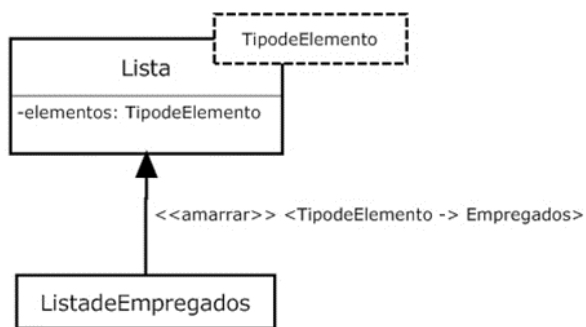 TipodeElemento
Lista
-elementos: TipodeElemento
<<amarrar>> <TipodeElemento -> Empregados>
ListadeEmpregados